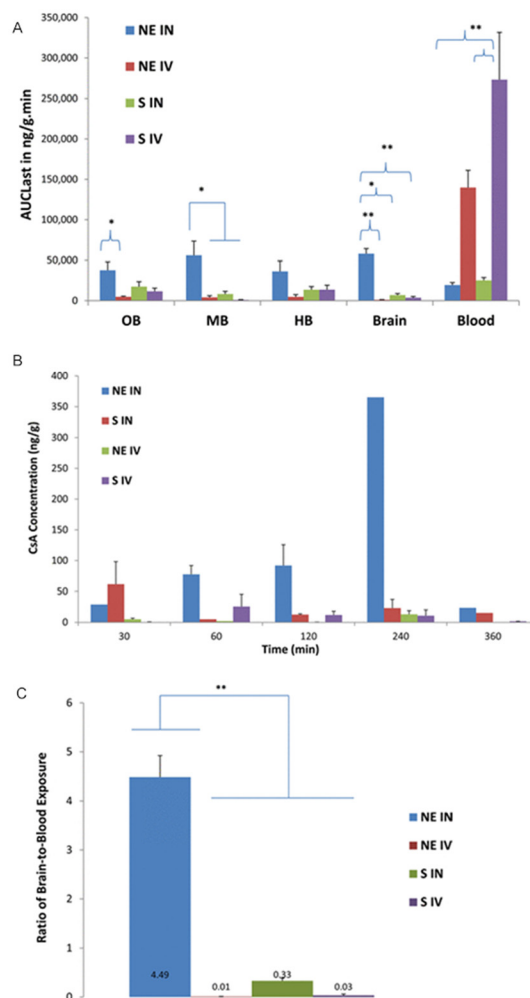 A
AUCLast in ng/g.min
350,000
300,000
250,000
200,000
150,000
100,000
50,000
0
NE IN
NE IV
S IN
S IV
*
*
**
*
**
**
*
OB
MB
HB
Brain
Blood
B
CsA Concentration (ng/g)
400
350
300
250
200
150
100
50
0
NE IN
S IN
NE IV
S IV
30
60
120
240
360
Time (min)
C
Ratio of Brain-to-Blood Exposure
6
5
4
3
2
1
0
**
4.49
0.01
0.33
0.03
NE IN
NE IV
S IN
S IV